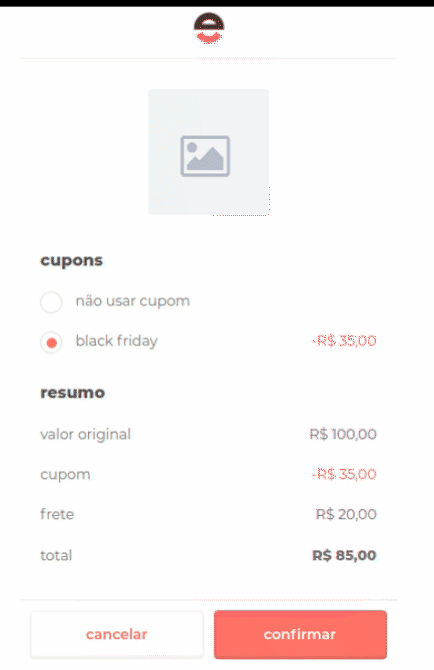 e
cupons
não usar cupom
black friday -R$ 35,00
resumo
valor original R$ 100,00
cupom -R$ 35,00
frete R$ 20,00
total R$ 85,00
cancelar confirmar